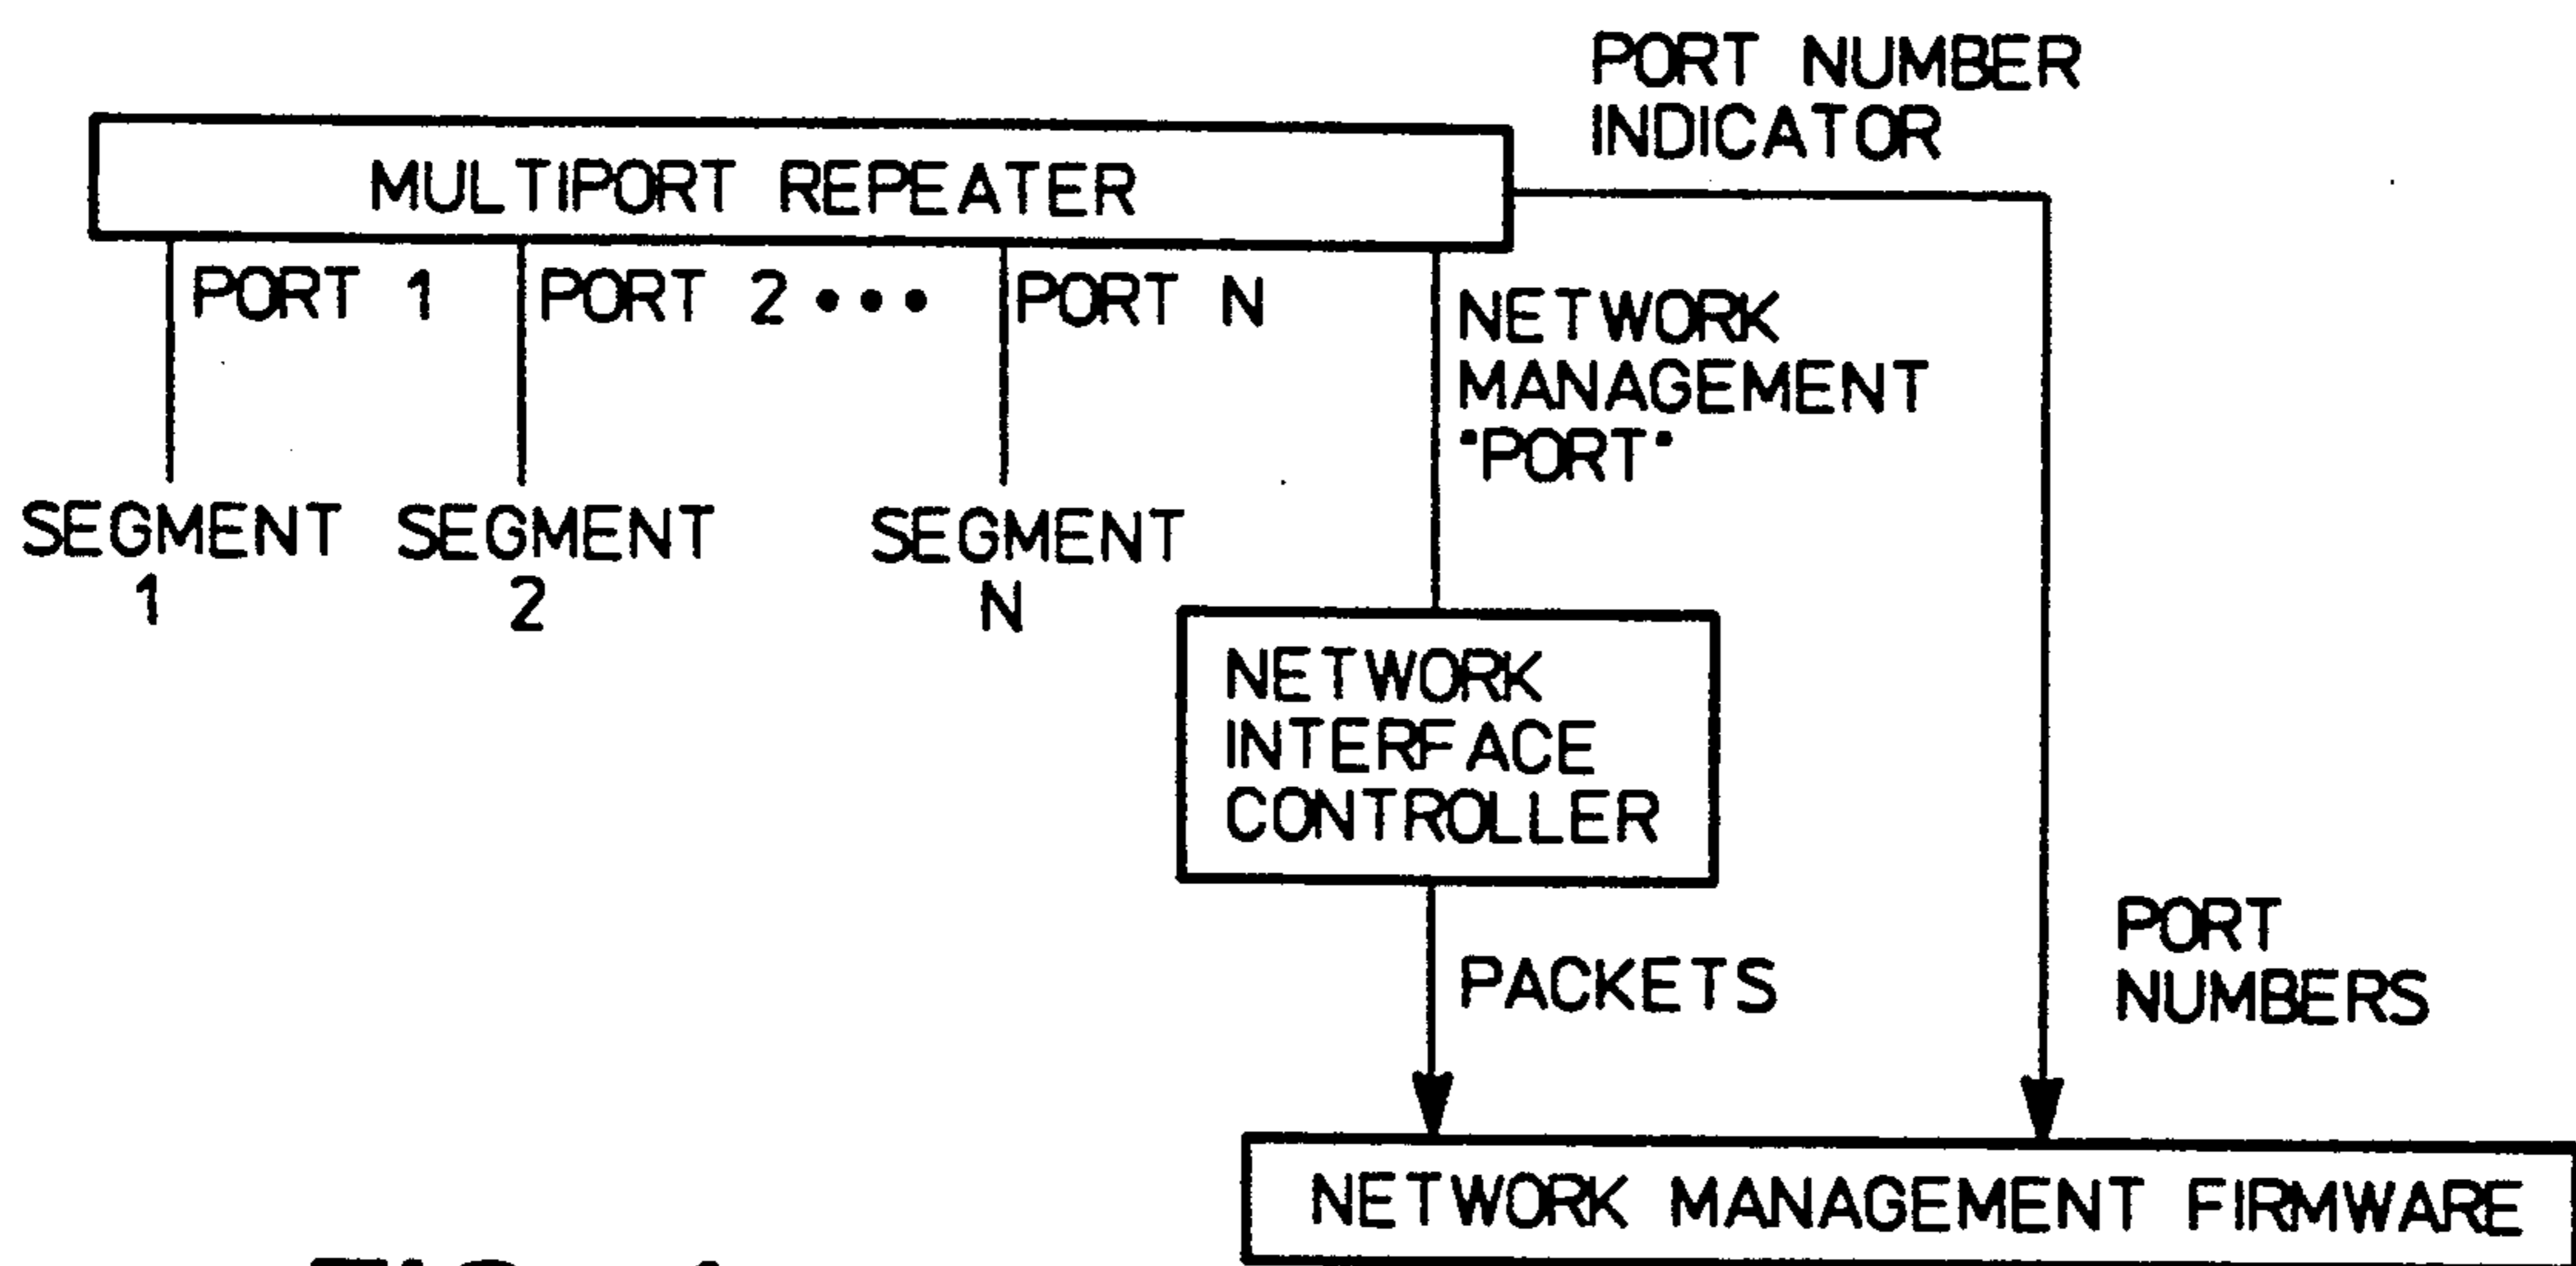 PORT NUMBER
INDICATOR
MULTIPORT REPEATER
PORT 1
PORT 2 • • •
PORT N
NETWORK
MANAGEMENT
"PORT"
SEGMENT
1
SEGMENT
2
SEGMENT
N
NETWORK
INTERFACE
CONTROLLER
PACKETS
PORT
NUMBERS
NETWORK MANAGEMENT FIRMWARE